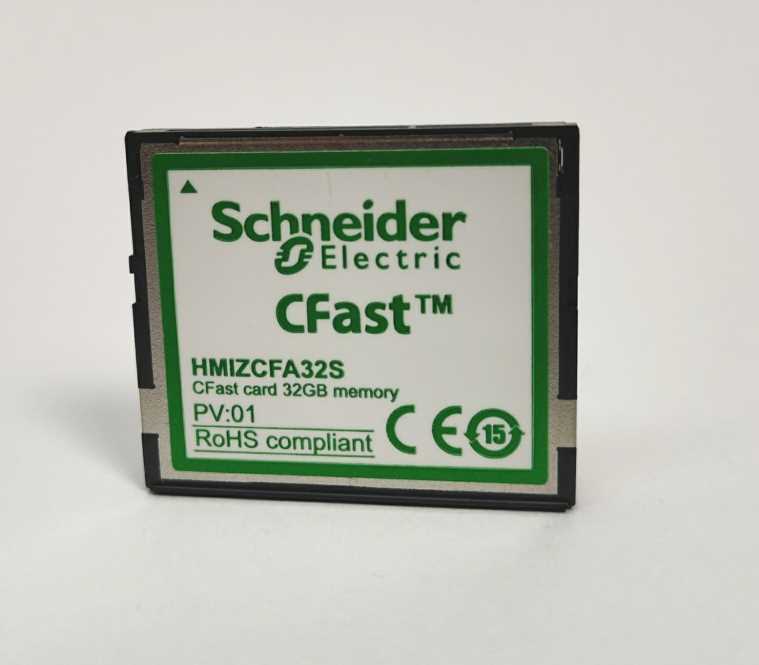 Schneider
Electric
CFast™
HMIZCFA32S
CFast card 32GB memory
PV:01
RoHS compliant
CE 15